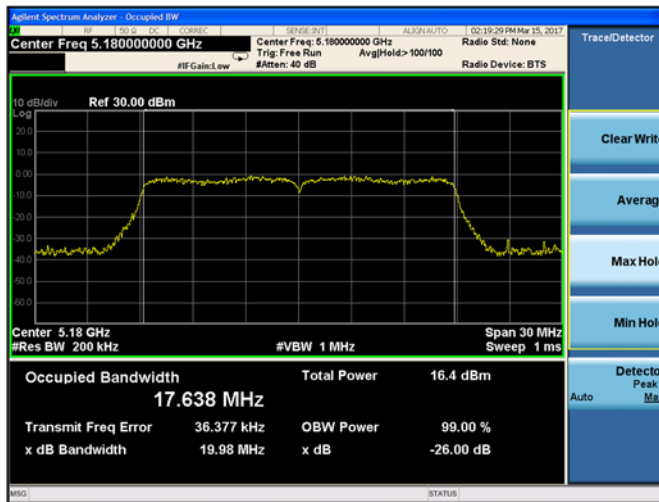 Agilent Spectrum Analyzer - Occupied BW
RF 50 Ω DC CORREC SENSE:INT ALIGN AUTO 02:19:29 PM Mar 15, 2017
Center Freq 5.180000000 GHz
Center Freq: 5.180000000 GHz
Radio Std: None
Trig: Free Run Avg|Hold:> 100/100
#IFGain:Low
#Atten: 40 dB
Radio Device: BTS
Trace/Detector
10 dB/div Ref 30.00 dBm
Log
20.0
10.0
0.00
-10.0
-20.0
-30.0
-40.0
-50.0
-60.0
Center 5.18 GHz Span 30 MHz
#Res BW 200 kHz #VBW 1 MHz Sweep 1 ms
Occupied Bandwidth Total Power 16.4 dBm
17.638 MHz
Transmit Freq Error 36.377 kHz OBW Power 99.00 %
x dB Bandwidth 19.98 MHz x dB -26.00 dB
Clear Write
Averag
Max Hol
Min Hol
Detecto
Peak
Auto Ma
MSG STATUS